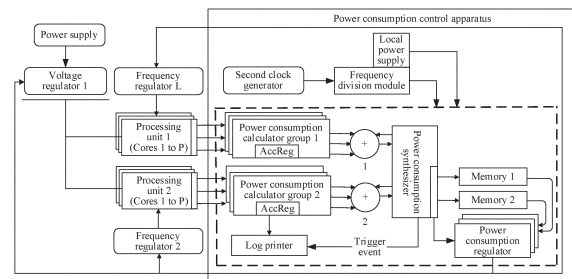 Power consumption control apparatus
Power supply
Local
power
supply
Voltage
regulator 1
Frequency
regulator L
Second clock
generator
Frequency
division module
Processing
unit 1
(Cores 1 to P)
Power consumption
calculator group 1
AccReg
+
1
Power consumption
synthesizer
Processing
unit 2
(Cores 1 to P)
Power consumption
calculator group 2
AccReg
+
2
Memory 1
Memory 2
Frequency
regulator 2
Log printer
Trigger
event
Power
consumption
regulator